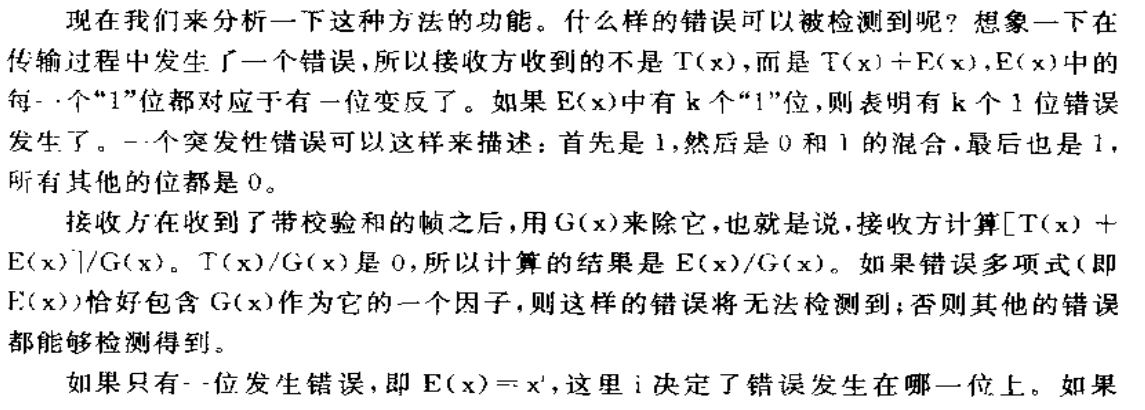 现在我们来分析一下这种方法的功能。什么样的错误可以被检测到呢？想象一下在
传输过程中发生了一个错误,所以接收方收到的不是 T(x),而是 T(x)+E(x),E(x)中的
每一个“1”位都对应于有一位变反了。如果 E(x)中有 k 个“1”位,则表明有 k 个 1 位错误
发生了。一个突发性错误可以这样来描述：首先是 1,然后是 0 和 1 的混合,最后也是 1,
所有其他的位都是 0。
接收方在收到了带校验和的帧之后,用 G(x)来除它,也就是说,接收方计算[T(x)+
E(x)]/G(x)。T(x)/G(x)是 0,所以计算的结果是 E(x)/G(x)。如果错误多项式(即
E(x))恰好包含 G(x)作为它的一个因子,则这样的错误将无法检测到;否则其他的错误
都能够检测得到。
如果只有一位发生错误,即 E(x)=xⁱ,这里 i 决定了错误发生在哪一位上。如果